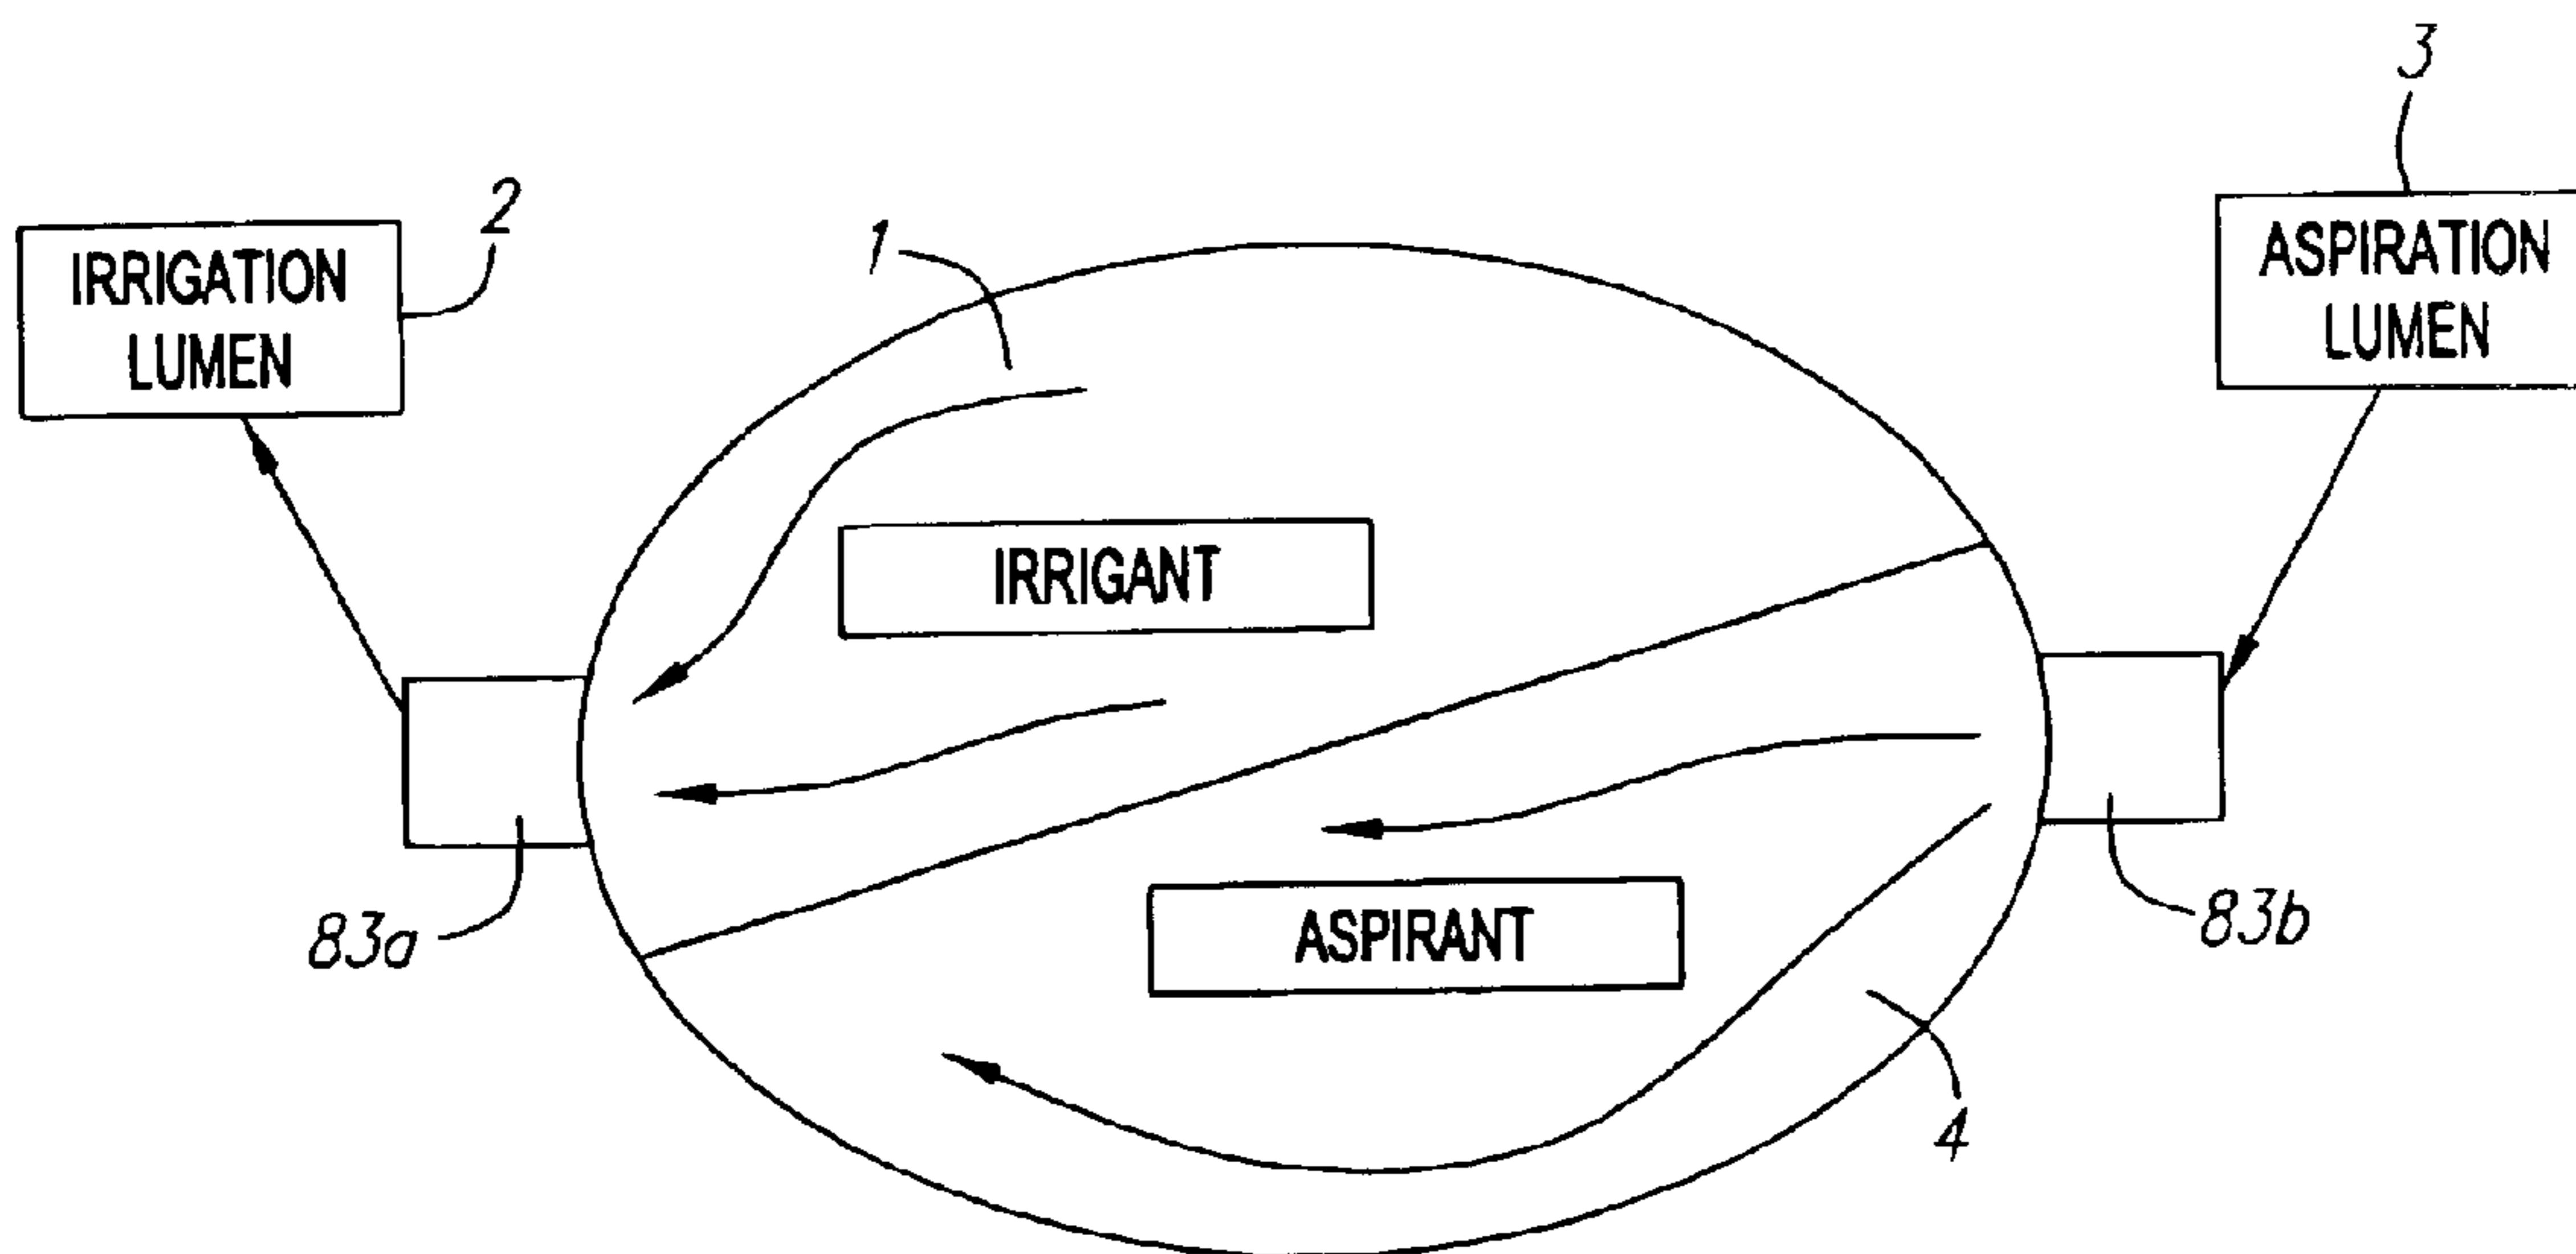 3
2
1
IRRIGATION
LUMEN
ASPIRATION
LUMEN
IRRIGANT
83a
ASPIRANT
83b
4